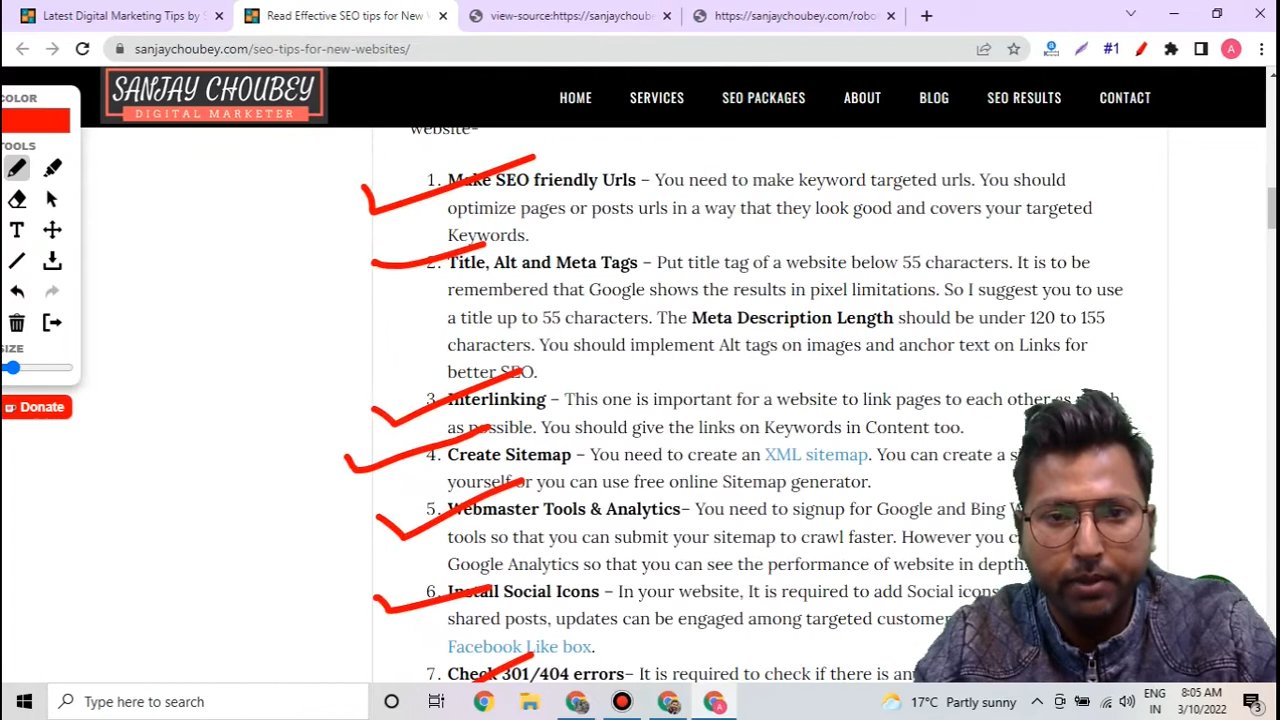 Latest Digital Marketing Tips by S
Read Effective SEO tips for New W
view-source:https://sanjaychoube
https://sanjaychoubey.com/robo
sanjaychoubey.com/seo-tips-for-new-websites/
#1
A
SANJAY CHOUBEY
DIGITAL MARKETER
HOME
SERVICES
SEO PACKAGES
ABOUT
BLOG
SEO RESULTS
CONTACT
COLOR
TOOLS
T
SIZE
Donate
website-
1. Make SEO friendly Urls – You need to make keyword targeted urls. You should
optimize pages or posts urls in a way that they look good and covers your targeted
Keywords.
2. Title, Alt and Meta Tags – Put title tag of a website below 55 characters. It is to be
remembered that Google shows the results in pixel limitations. So I suggest you to use
a title up to 55 characters. The Meta Description Length should be under 120 to 155
characters. You should implement Alt tags on images and anchor text on Links for
better SEO.
3. Interlinking – This one is important for a website to link pages to each other as
as possible. You should give the links on Keywords in Content too.
4. Create Sitemap – You need to create an XML sitemap. You can create a
yourself or you can use free online Sitemap generator.
5. Webmaster Tools & Analytics– You need to signup for Google and Bing
tools so that you can submit your sitemap to crawl faster. However you
Google Analytics so that you can see the performance of website in depth.
6. Install Social Icons – In your website, It is required to add Social icons
shared posts, updates can be engaged among targeted
Facebook Like box.
7. Check 301/404 errors– It is required to check if there is
Type here to search
A
17°C Partly sunny
ENG
IN
8:05 AM
3/10/2022
3